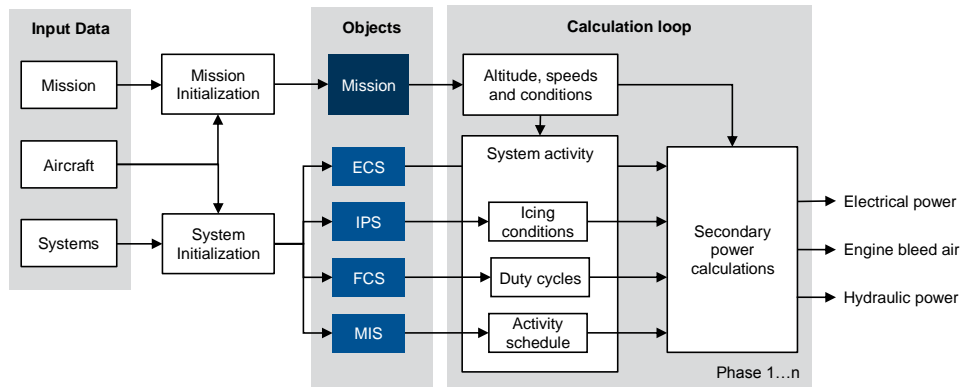 Input Data
Objects
Calculation loop
Mission
Mission
Initialization
Mission
Altitude, speeds
and conditions
Aircraft
Systems
System
Initialization
ECS
IPS
FCS
MIS
System activity
Icing
conditions
Duty cycles
Activity
schedule
Secondary
power
calculations
Electrical power
Engine bleed air
Hydraulic power
Phase 1...n